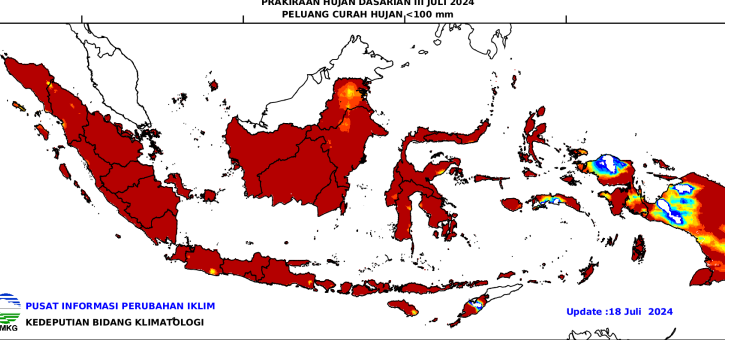 PRAKIRAAN HUJAN DASARIAN III JULI 2024
PELUANG CURAH HUJAN <100 mm
PUSAT INFORMASI PERUBAHAN IKLIM
KEDEPUTIAN BIDANG KLIMATOLOGI
MKG
Update :18 Juli 2024